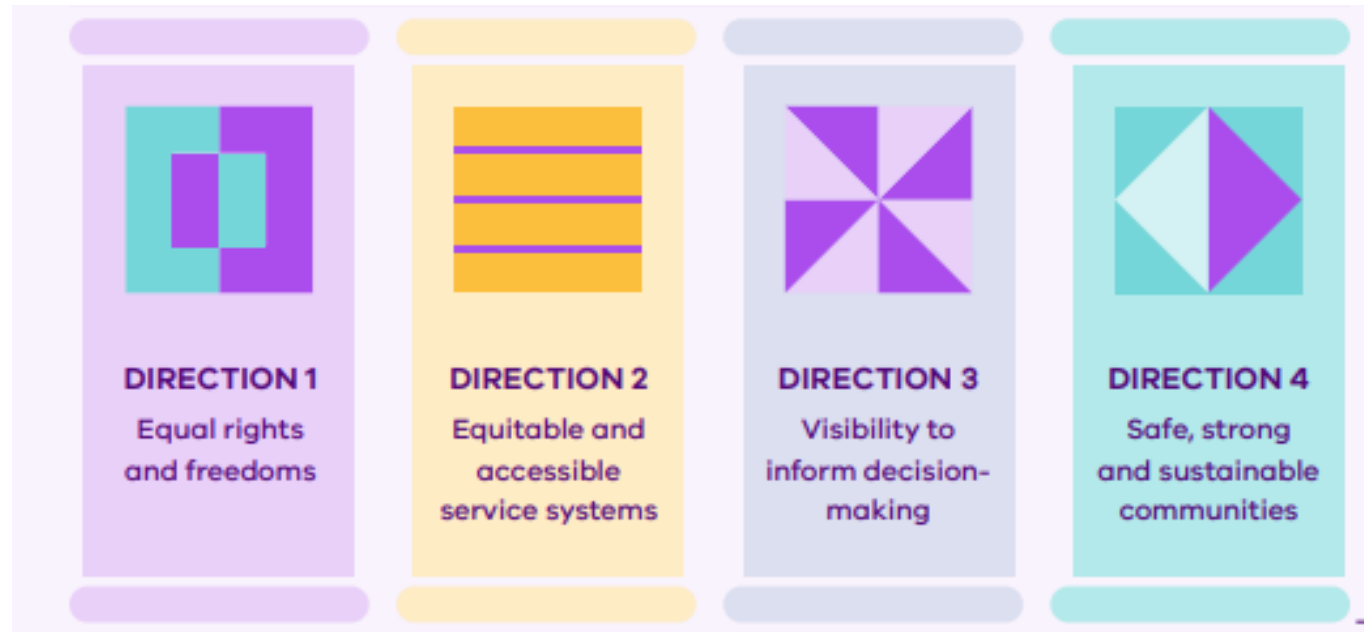 DIRECTION 1
Equal rights
and freedoms
DIRECTION 2
Equitable and
accessible
service systems
DIRECTION 3
Visibility to
inform decision-
making
DIRECTION 4
Safe, strong
and sustainable
communities